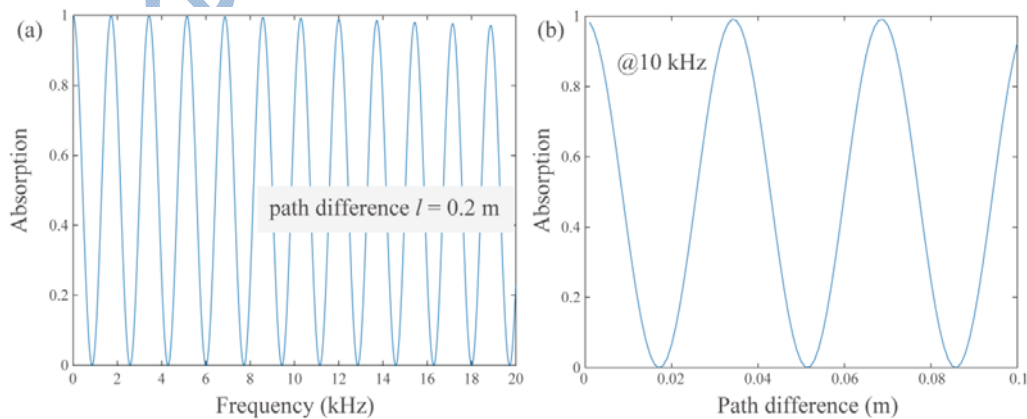 (a)
1
0.8
0.6
0.4
0.2
0
Absorption
path difference l = 0.2 m
0 2 4 6 8 10 12 14 16 18 20
Frequency (kHz)
(b)
1
0.8
0.6
0.4
0.2
0
Absorption
@10 kHz
0 0.02 0.04 0.06 0.08 0.1
Path difference (m)